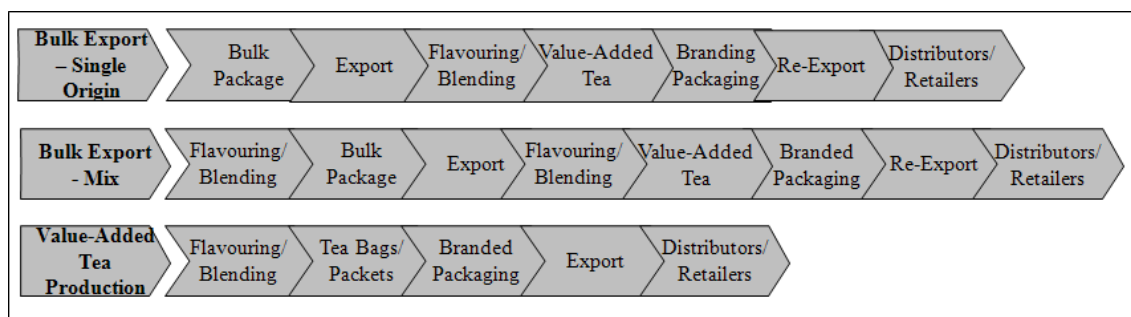 Bulk Export
– Single
Origin
Bulk
Package
Export
Flavouring/
Blending
Value-Added
Tea
Branding
Packaging
Re-Export
Distributors/
Retailers
Bulk Export
- Mix
Flavouring/
Blending
Bulk
Package
Export
Flavouring/
Blending
Value-Added
Tea
Branded
Packaging
Re-Export
Distributors/
Retailers
Value-Added
Tea
Production
Flavouring/
Blending
Tea Bags/
Packets
Branded
Packaging
Export
Distributors/
Retailers